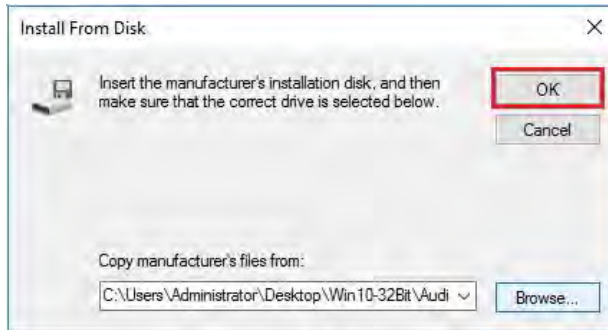 Install From Disk
Insert the manufacturer's installation disk, and then
make sure that the correct drive is selected below.
OK
Cancel
Copy manufacturer's files from:
C:\Users\Administrator\Desktop\Win10-32Bit\Audi
Browse...